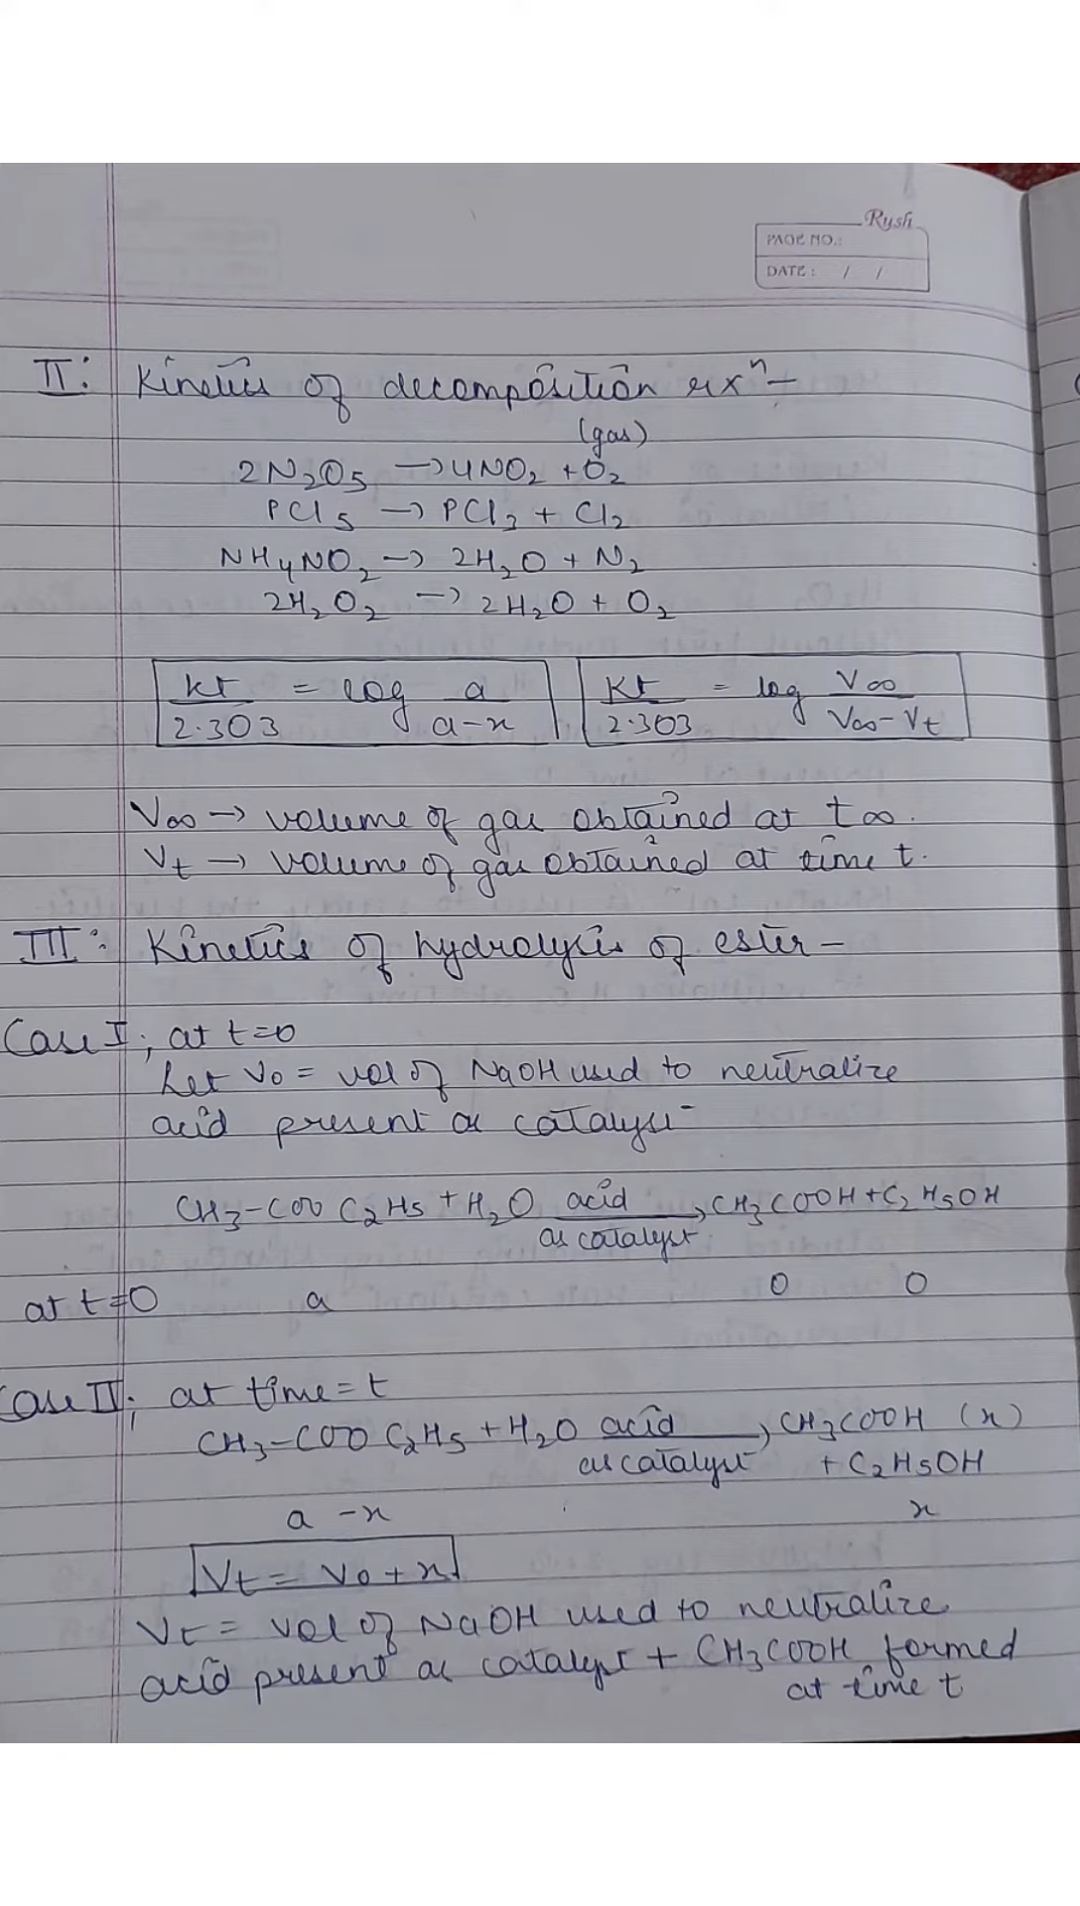 Rysh
PAGE NO.:
DATE: / /
II: Kinetics of decomposition rxⁿ -
(gas)
2N₂O₅ → 4NO₂ + O₂
PCl₅ → PCl₃ + Cl₂
NH₄NO₂ → 2H₂O + N₂
2H₂O₂ → 2H₂O + O₂
Kt/2.303 = log a/(a-x) Kt/2.303 = log V∞/(V∞-Vt)
V∞ → volume of gas obtained at t∞.
Vt → volume of gas obtained at time t.
III: Kinetics of hydrolysis of ester -
Case I; at t=0
Let V₀ = vol of NaOH used to neutralize
acid present as catalyst
CH₃-COO C₂H₅ + H₂O acid → CH₃COOH + C₂H₅OH
as catalyst
at t=0 a 0 0
Case II; at time = t
CH₃-COO C₂H₅ + H₂O acid → CH₃COOH (x)
as catalyst + C₂H₅OH
a - x x
Vt = V₀ + x
Vt = vol of NaOH used to neutralize
acid present as catalyst + CH₃COOH formed
at time t